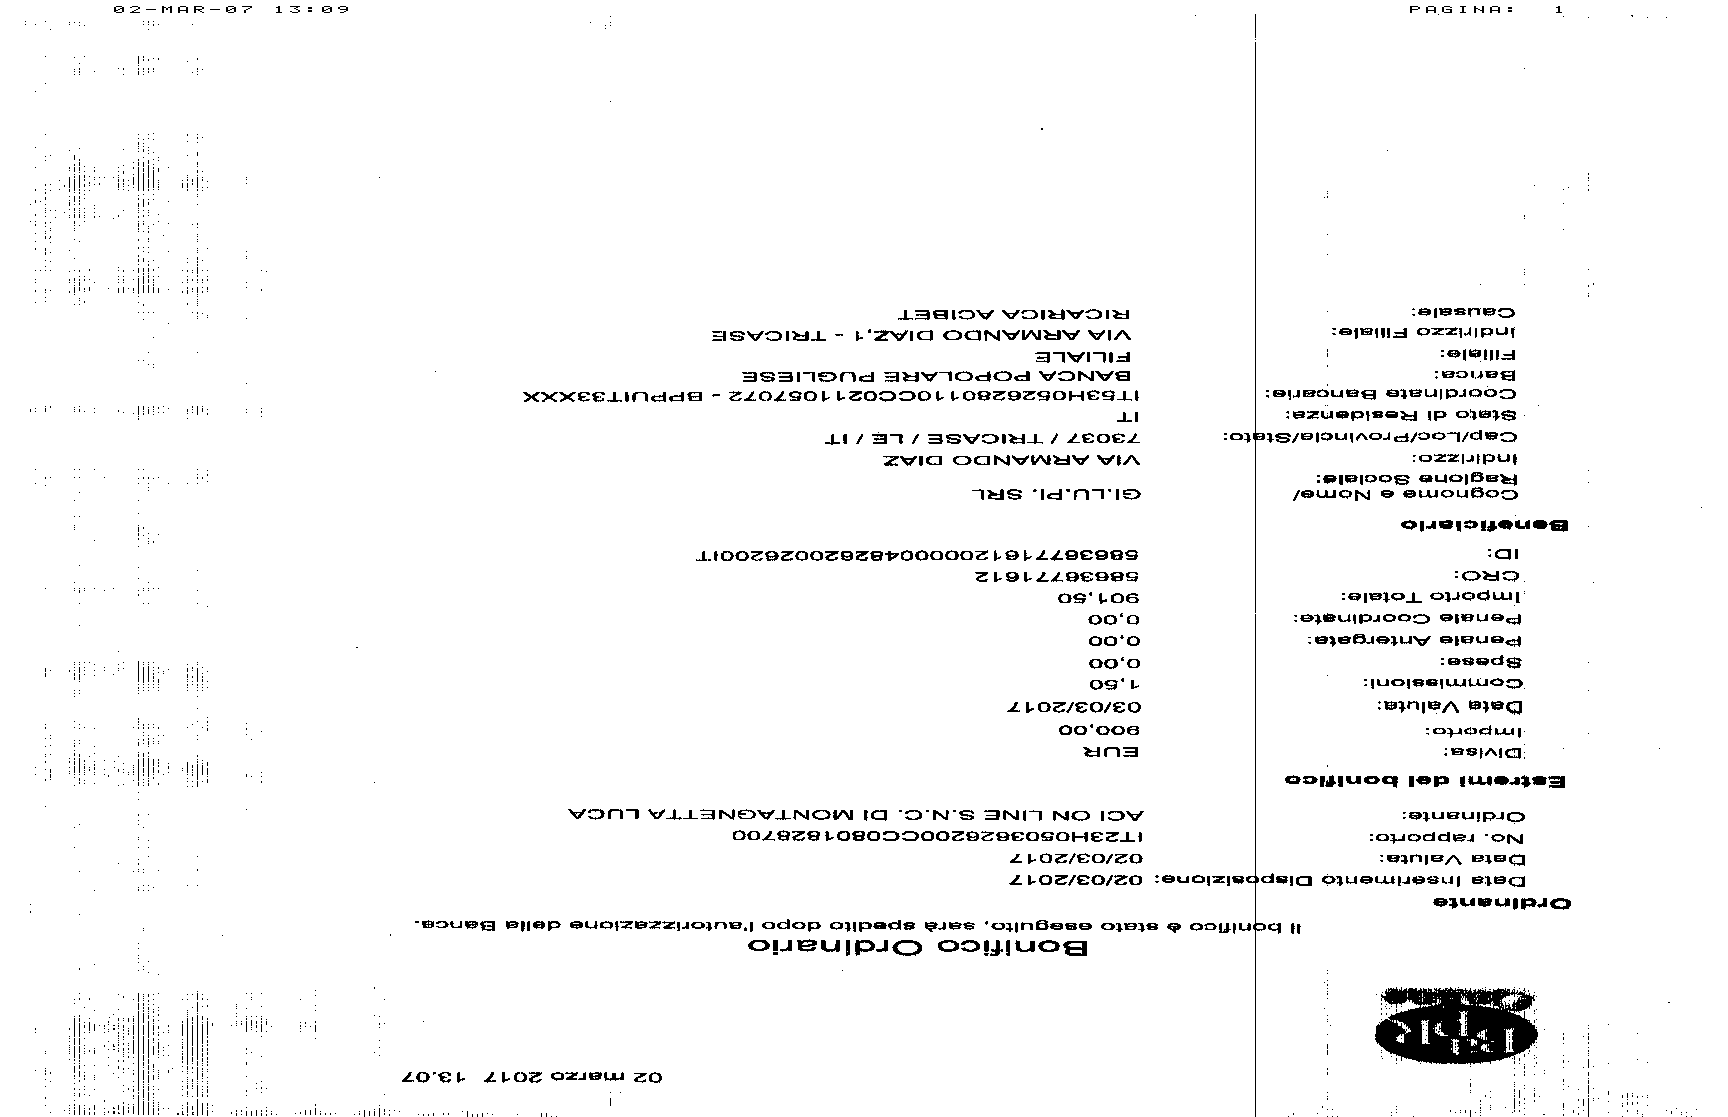 02-MAR-07 13:09 PAGINA: 1
02 marzo 2017 13.07
Bonifico Ordinario
Il bonifico è stato eseguito, sarà spedito dopo l'autorizzazione della Banca.
Ordinante
Data Inserimento Disposizione: 02/03/2017
Data Valuta: 02/03/2017
No. rapporto:
Ordinante: ACI ON LINE S.N.C. DI MONTAGNETTA LUCA
Estremi del bonifico
Divisa: EUR
Importo: 900,00
Data Valuta: 03/03/2017
Commissioni: 1,50
Spese: 0,00
Penale Antergate: 0,00
Penale Coordinate: 0,00
Importo Totale: 901,50
CRO:
ID:
Beneficiario
Cognome e Nome/
Ragione Sociale: GI.LU.PI. SRL
Indirizzo: VIA ARMANDO DIAZ
Cap/Loc/Provincia/Stato: 73037 / TRICASE / LE / IT
Stato di Residenza: IT
Coordinate Bancarie: IT53H0526280110CC0211057072 - BPPUIT33XXX
Banca: BANCA POPOLARE PUGLIESE
Filiale: FILIALE
Indirizzo Filiale: VIA ARMANDO DIAZ,1 - TRICASE
Causale: RICARICA ACIBET